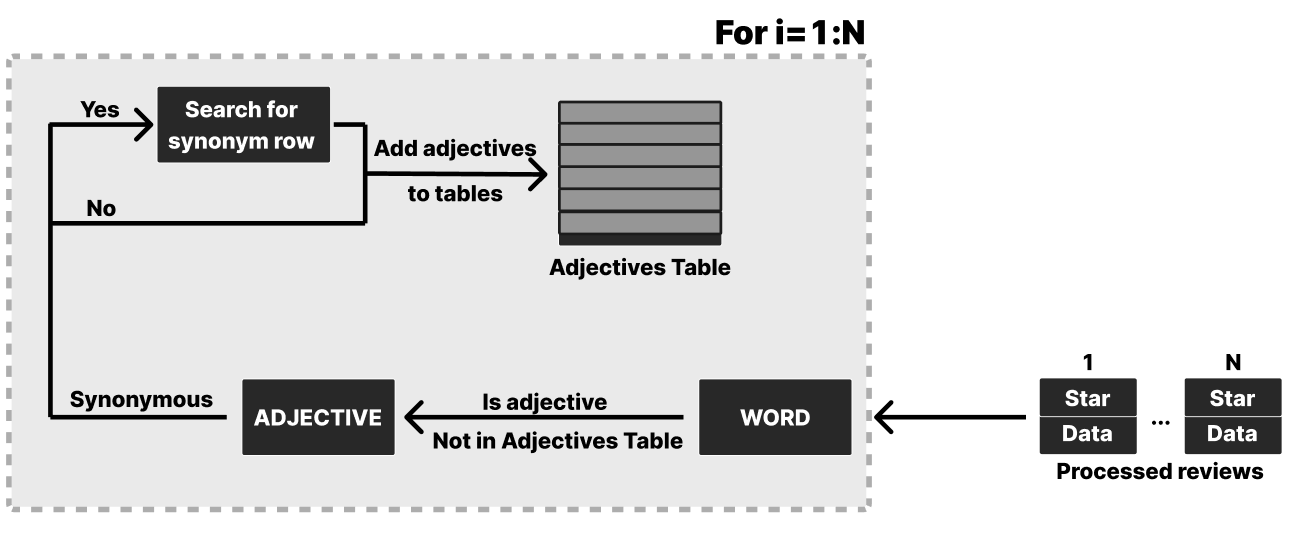 For i= 1:N
Yes
Search for
synonym row
Add adjectives
to tables
No
Adjectives Table
Synonymous
ADJECTIVE
Is adjective
Not in Adjectives Table
WORD
1
N
Star
Data
...
Star
Data
Processed reviews